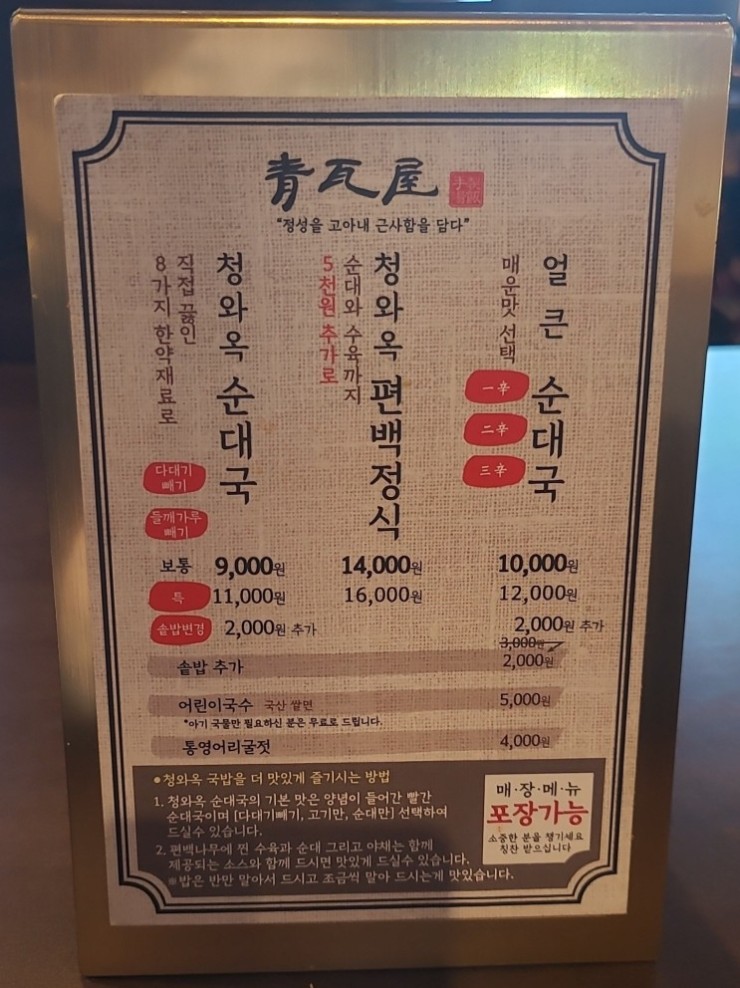 青瓦屋
"정성을 고아내 근사함을 담다"
청와옥 순대국
직접 끓인
8가지 한약재료로
다대기
빼기
들깨가루
빼기
청와옥 편백정식
순대와 수육까지
5천원 추가로
얼큰 순대국
매운맛 선택
一辛
二辛
三辛
보통 9,000원 14,000원 10,000원
특 11,000원 16,000원 12,000원
솥밥변경 2,000원 추가 2,000원 추가
솥밥 추가 3,000원 2,000원
어린이국수 국산 쌀면 5,000원
*아기 국물만 필요하신 분은 무료로 드립니다.
통영어리굴젓 4,000원
•청와옥 국밥을 더 맛있게 즐기시는 방법
1. 청와옥 순대국의 기본 맛은 양념이 들어간 빨간
순대국이며 [다대기빼기, 고기만, 순대만] 선택하여
드실수 있습니다.
2. 편백나무에 찐 수육과 순대 그리고 야채는 함께
제공되는 소스와 함께 드시면 맛있게 드실수 있습니다.
※밥은 반만 말아서 드시고 조금씩 말아 드시는게 맛있습니다.
매·장·메·뉴
포장가능
소중한 분을 챙기세요
칭찬 받으십니다